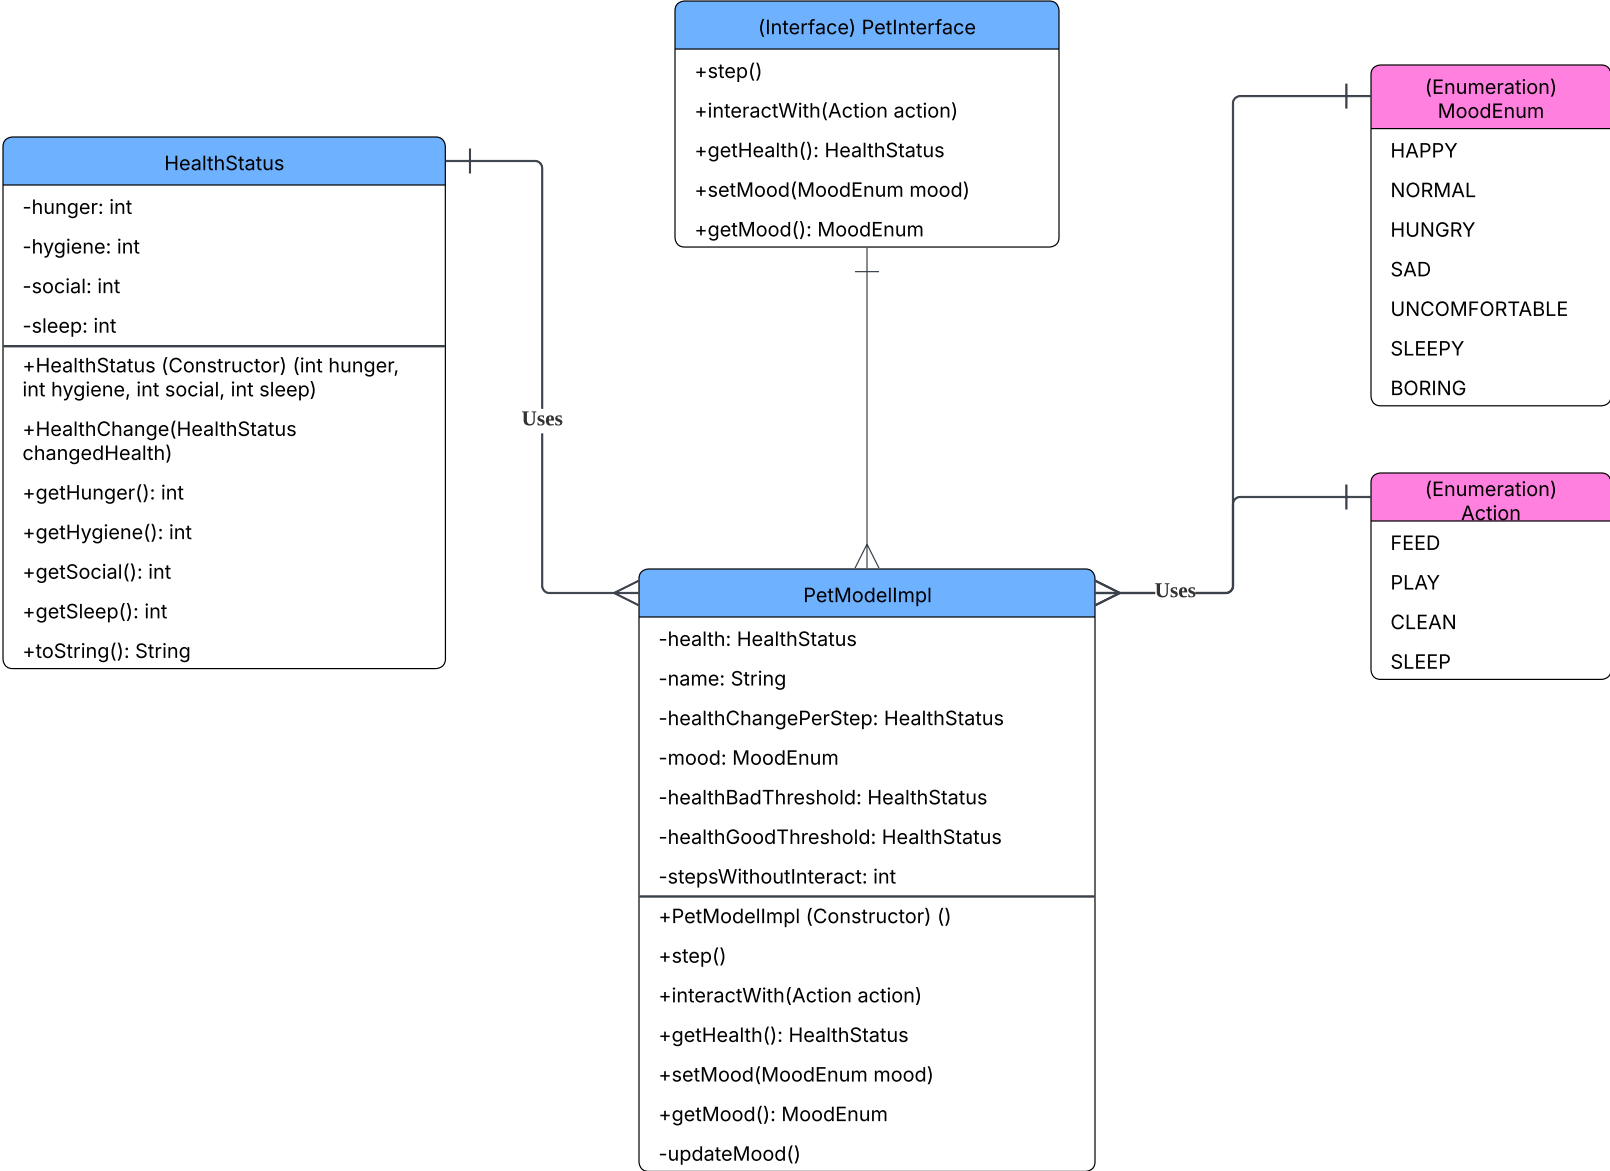 (Interface) PetInterface
+step()
+interactWith(Action action)
+getHealth(): HealthStatus
+setMood(MoodEnum mood)
+getMood(): MoodEnum
(Enumeration)
MoodEnum
HAPPY
NORMAL
HUNGRY
SAD
UNCOMFORTABLE
SLEEPY
BORING
HealthStatus
-hunger: int
-hygiene: int
-social: int
-sleep: int
+HealthStatus (Constructor) (int hunger,
int hygiene, int social, int sleep)
+HealthChange(HealthStatus
changedHealth)
+getHunger(): int
+getHygiene(): int
+getSocial(): int
+getSleep(): int
+toString(): String
Uses
(Enumeration)
Action
FEED
PLAY
CLEAN
SLEEP
Uses
PetModelImpl
-health: HealthStatus
-name: String
-healthChangePerStep: HealthStatus
-mood: MoodEnum
-healthBadThreshold: HealthStatus
-healthGoodThreshold: HealthStatus
-stepsWithoutInteract: int
+PetModelImpl (Constructor) ()
+step()
+interactWith(Action action)
+getHealth(): HealthStatus
+setMood(MoodEnum mood)
+getMood(): MoodEnum
-updateMood()